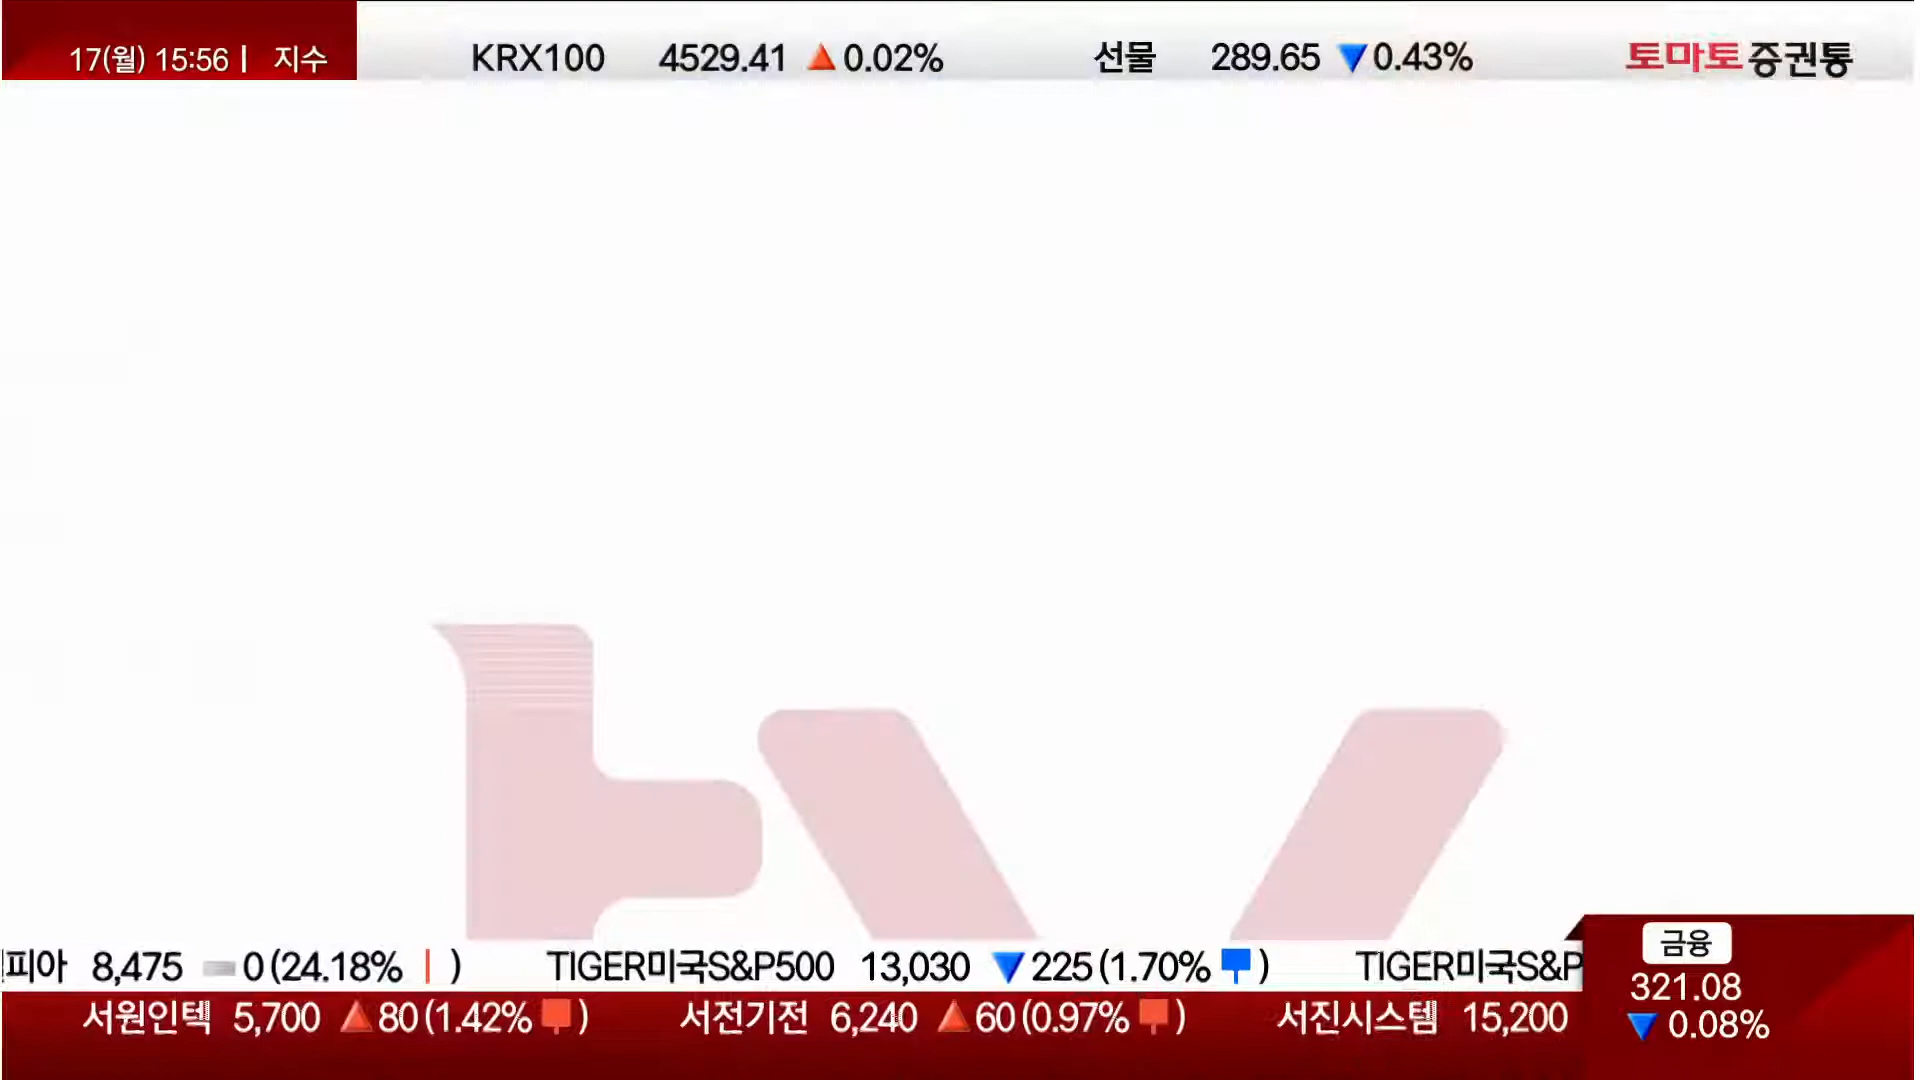 17(월) 15:56 | 지수 KRX100 4529.41 ▲0.02% 선물 289.65 ▼0.43% 토마토증권통
tv
피아 8,475 0(24.18% ) TIGER미국S&P500 13,030 ▼225(1.70% ) TIGER미국S&P
서원인텍 5,700 ▲80(1.42% ) 서전기전 6,240 ▲60(0.97% ) 서진시스템 15,200
금융
321.08
▼ 0.08%